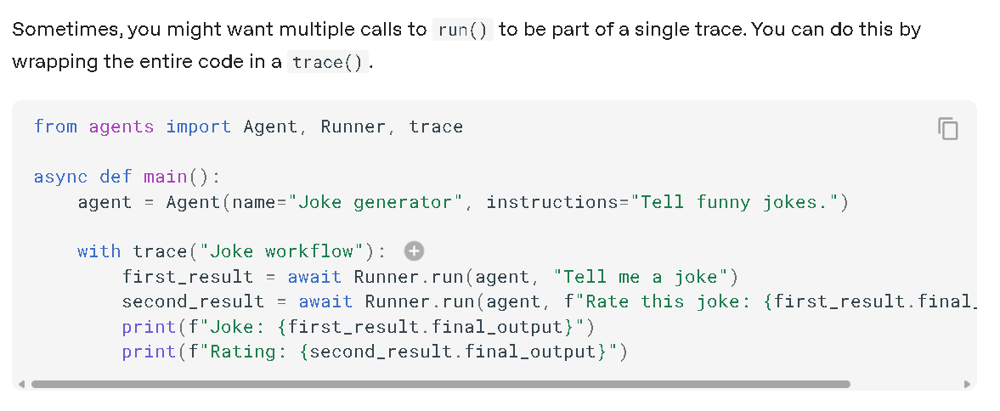 Sometimes, you might want multiple calls to run() to be part of a single trace. You can do this by
wrapping the entire code in a trace().
from agents import Agent, Runner, trace
async def main():
    agent = Agent(name="Joke generator", instructions="Tell funny jokes.")
    with trace("Joke workflow"):
        first_result = await Runner.run(agent, "Tell me a joke")
        second_result = await Runner.run(agent, f"Rate this joke: {first_result.final_
        print(f"Joke: {first_result.final_output}")
        print(f"Rating: {second_result.final_output}")